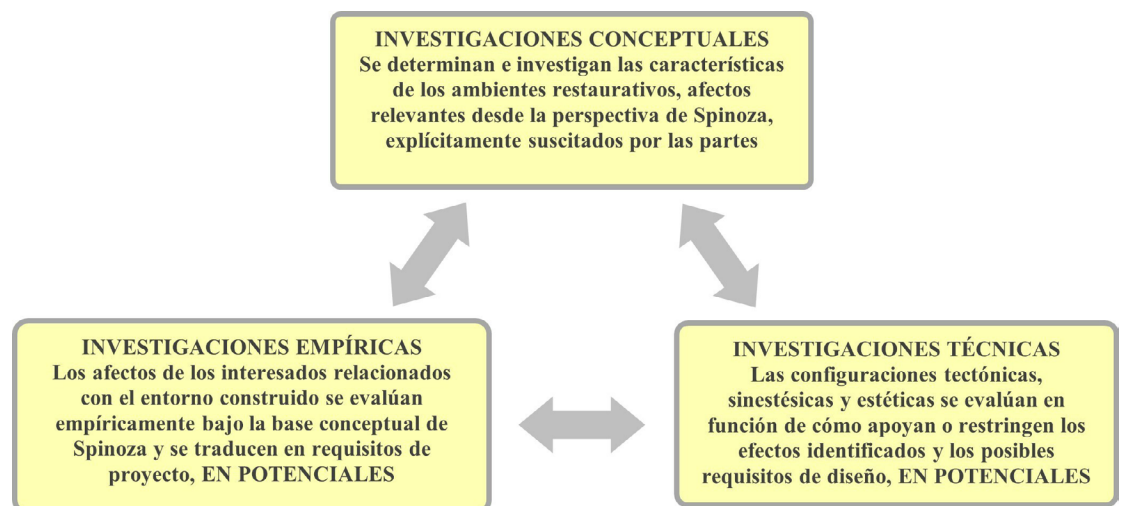 INVESTIGACIONES CONCEPTUALES
Se determinan e investigan las características
de los ambientes restaurativos, afectos
relevantes desde la perspectiva de Spinoza,
explícitamente suscitados por las partes
INVESTIGACIONES EMPÍRICAS
Los afectos de los interesados relacionados
con el entorno construido se evalúan
empíricamente bajo la base conceptual de
Spinoza y se traducen en requisitos de
proyecto, EN POTENCIALES
INVESTIGACIONES TÉCNICAS
Las configuraciones tectónicas,
sinestésicas y estéticas se evalúan en
función de cómo apoyan o restringen los
efectos identificados y los posibles
requisitos de diseño, EN POTENCIALES